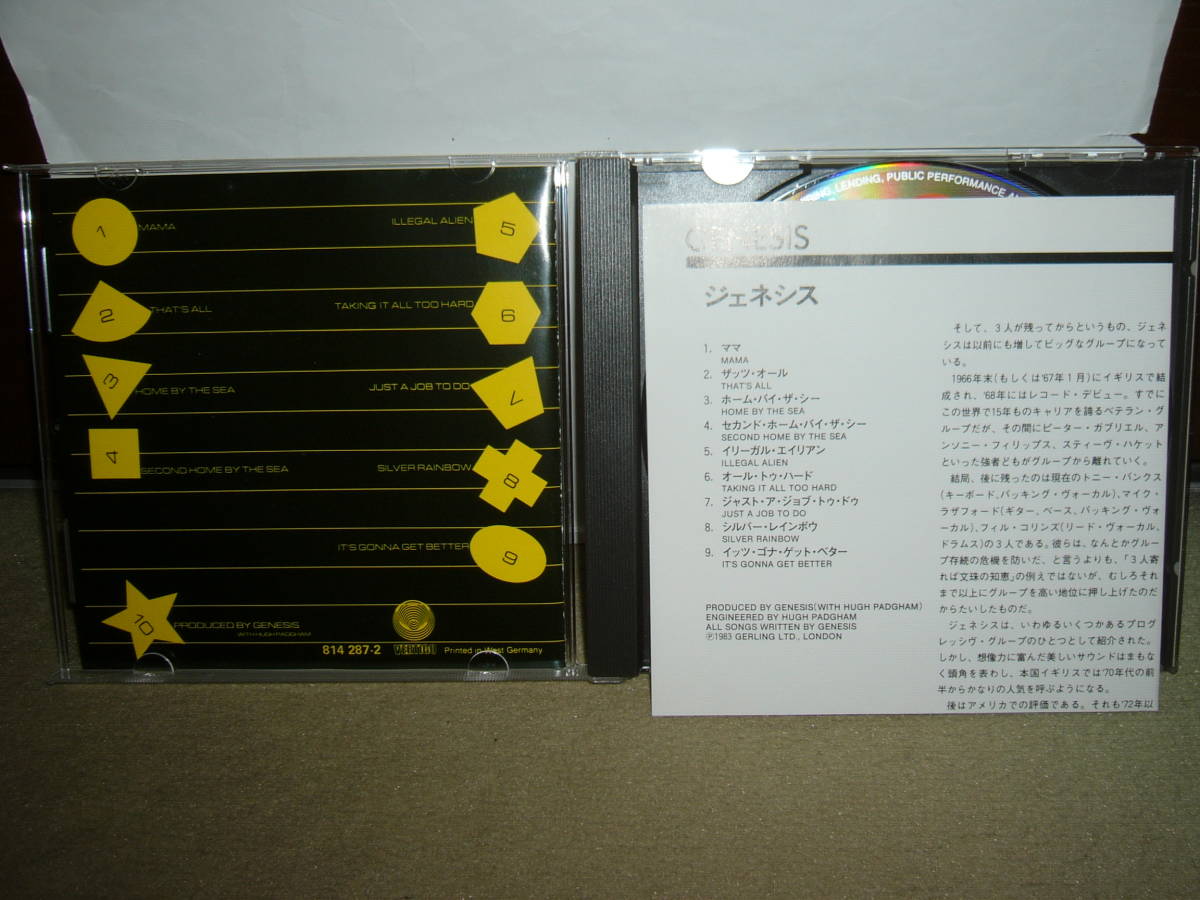 1
MAMA
2
THAT'S ALL
3
HOME BY THE SEA
4
SECOND HOME BY THE SEA
ILLEGAL ALIEN
5
TAKING IT ALL TOO HARD
6
JUST A JOB TO DO
7
SILVER RAINBOW
8
IT'S GONNA GET BETTER
9
10
PRODUCED BY GENESIS
WITH HUGH PADGHAM
814 287-2
VERTIGO
Printed in West Germany
LENDING, PUBLIC PERFORMANCE
GENESIS
ジェネシス
1. ママ
MAMA
2. ザッツ・オール
THAT'S ALL
3. ホーム・バイ・ザ・シー
HOME BY THE SEA
4. セカンド・ホーム・バイ・ザ・シー
SECOND HOME BY THE SEA
5. イリーガル・エイリアン
ILLEGAL ALIEN
6. オール・トゥ・ハード
TAKING IT ALL TOO HARD
7. ジャスト・ア・ジョブ・トゥ・ドゥ
JUST A JOB TO DO
8. シルバー・レインボウ
SILVER RAINBOW
9. イッツ・ゴナ・ゲット・ベター
IT'S GONNA GET BETTER
PRODUCED BY GENESIS(WITH HUGH PADGHAM)
ENGINEERED BY HUGH PADGHAM
ALL SONGS WRITTEN BY GENESIS
℗1983 GERLING LTD., LONDON
そして、3人が残ってからというもの、ジェネ
シスは以前にも増してビッグなグループになって
いる。
1966年末(もしくは'67年1月)にイギリスで結
成され、'68年にはレコード・デビュー。すでに
この世界で15年ものキャリアを誇るベテラン・グ
ループだが、その間にピーター・ガブリエル、ア
ンソニー・フィリップス、スティーヴ・ハケット
といった強者どもがグループから離れていく。
結局、後に残ったのは現在のトニー・バンクス
(キーボード、バッキング・ヴォーカル)、マイク・
ラザフォード(ギター、ベース、バッキング・ヴォ
ーカル)、フィル・コリンズ(リード・ヴォーカル、
ドラムス)の3人である。彼らは、なんとかグルー
プ存続の危機を防いだ、と言うよりも、「3人寄
れば文珠の知恵」の例えではないが、むしろそれ
まで以上にグループを高い地位に押し上げたのだ
からたいしたものだ。
ジェネシスは、いわゆるいくつかあるプログ
レッシヴ・グループのひとつとして紹介された。
しかし、想像力に富んだ美しいサウンドはまもな
く頭角を表わし、本国イギリスでは'70年代の前
半からかなりの人気を呼ぶようになる。
後はアメリカでの評価である。それも'72年以